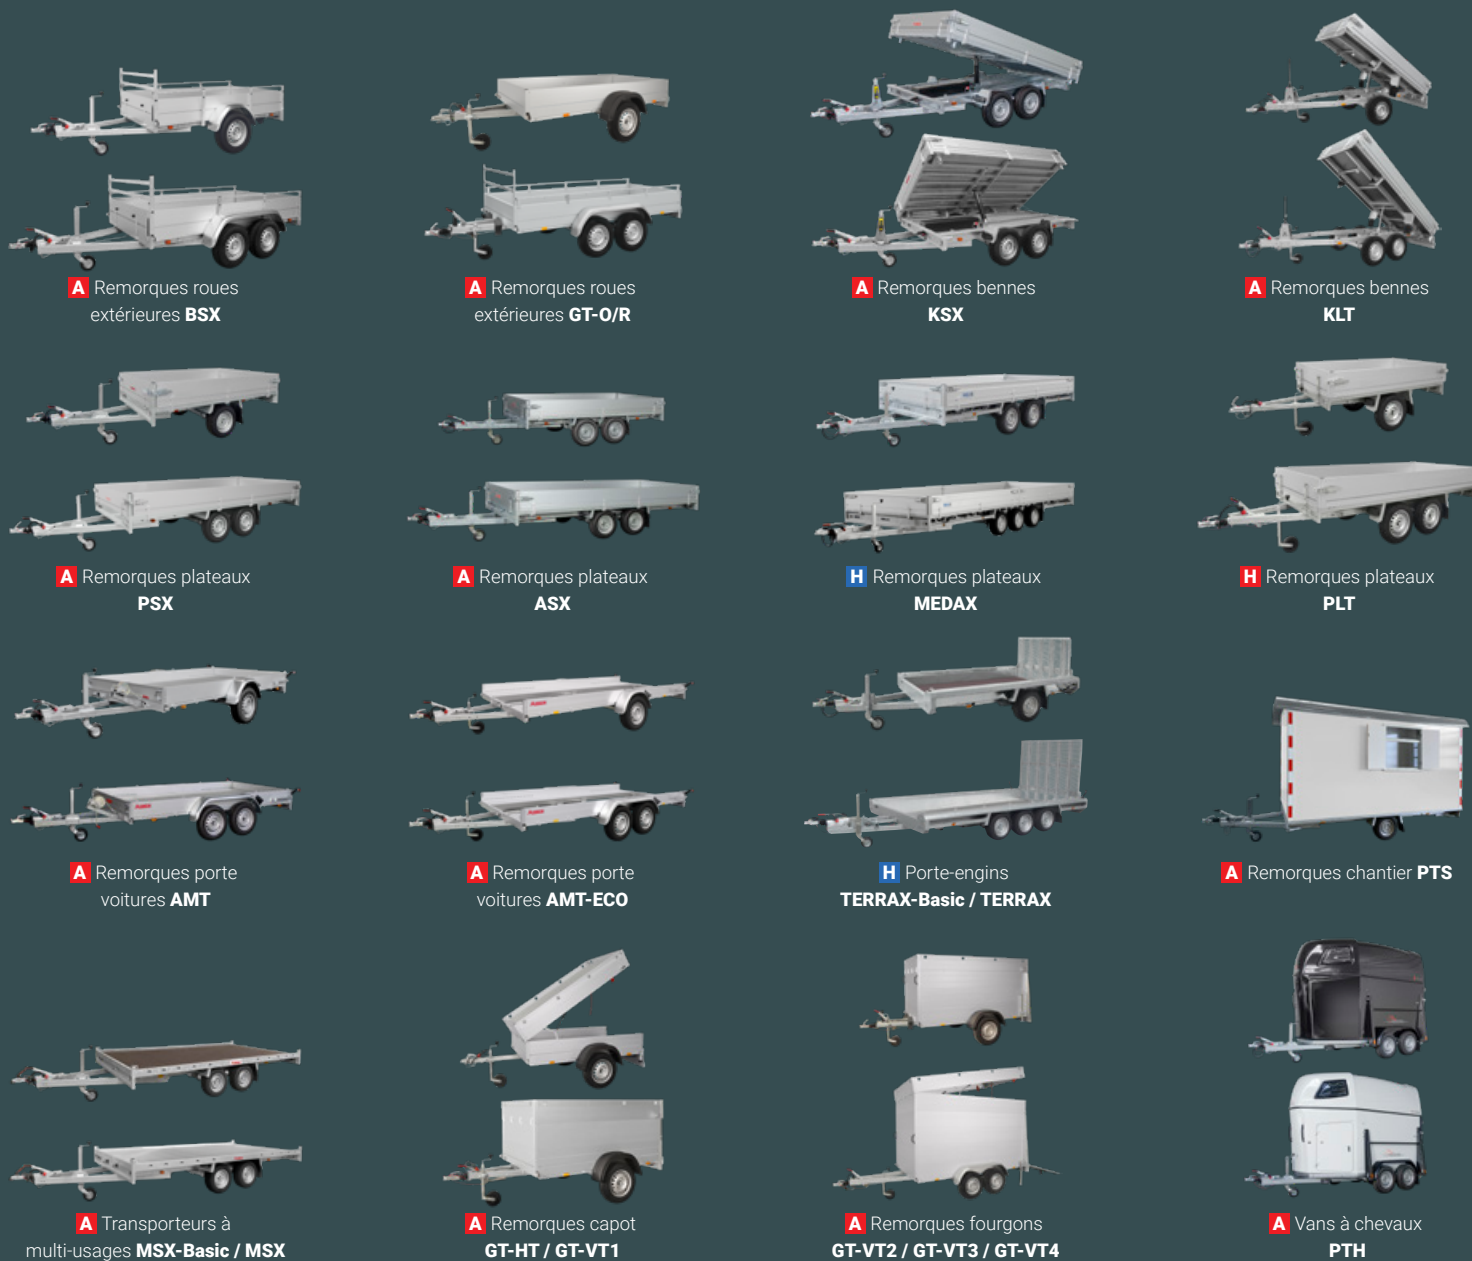 A Remorques roues
extérieures BSX
A Remorques roues
extérieures GT-O/R
A Remorques bennes
KSX
A Remorques bennes
KLT
A Remorques plateaux
PSX
A Remorques plateaux
ASX
H Remorques plateaux
MEDAX
H Remorques plateaux
PLT
A Remorques porte
voitures AMT
A Remorques porte
voitures AMT-ECO
H Porte-engins
TERRAX-Basic / TERRAX
A Remorques chantier PTS
A Transporteurs à
multi-usages MSX-Basic / MSX
A Remorques capot
GT-HT / GT-VT1
A Remorques fourgons
GT-VT2 / GT-VT3 / GT-VT4
A Vans à chevaux
PTH